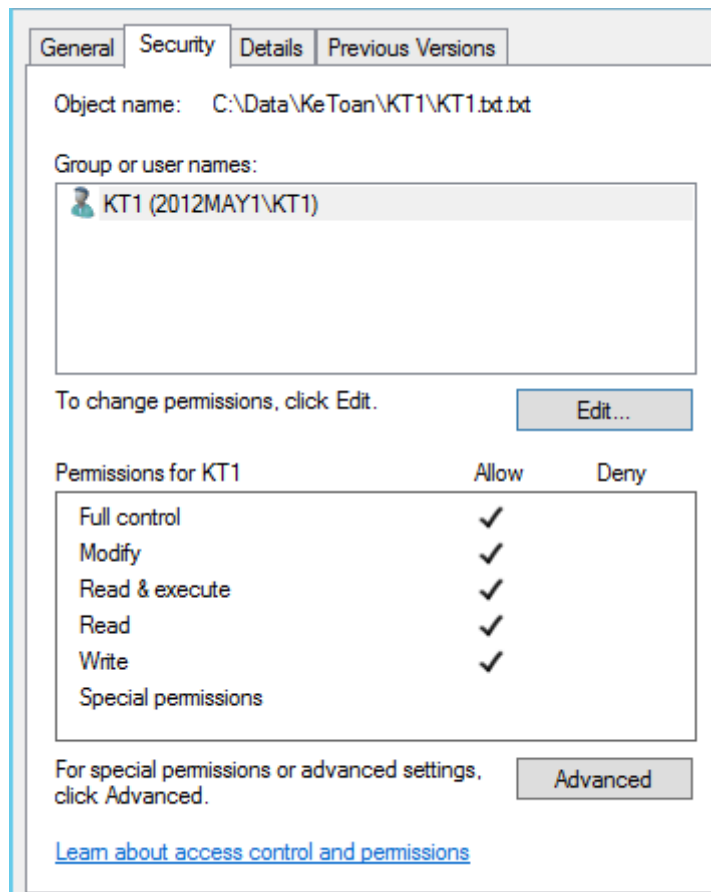 General Security Details Previous Versions
Object name: C:\Data\KeToan\KT1\KT1.txt.txt
Group or user names:
KT1 (2012MAY1\KT1)
To change permissions, click Edit.
Edit...
Permissions for KT1 Allow Deny
Full control
Modify
Read & execute
Read
Write
Special permissions
For special permissions or advanced settings,
click Advanced.
Advanced
Learn about access control and permissions